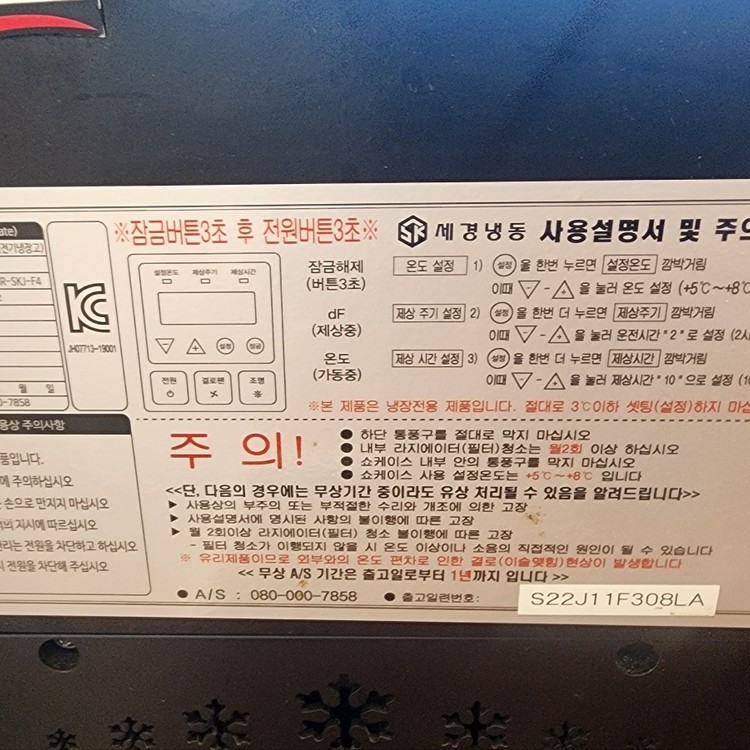 ate)
전기냉장고)
R-SKJ-F4
월 일
0-7858
JH07713-19001
※잠금버튼3초 후 전원버튼3초※
설정온도 제상주기 제상시간
설정 잠금
전원 결로팬 조명
잠금해제
(버튼3초)
dF
(제상중)
온도
(가동중)
SK 세경냉동 사용설명서 및 주의
온도 설정 1) 설정 을 한번 누르면 설정온도 깜박거림
이때 ▽-△ 을 눌러 온도 설정 (+5℃~+8℃
제상 주기 설정 2) 설정 을 한번 더 누르면 제상주기 깜박거림
이때 ▽-△ 을 눌러 운전시간 "2"로 설정 (2시
제상 시간 설정 3) 설정 을 한번 더 누르면 제상시간 깜박거림
이때 ▽-△ 을 눌러 제상시간 "10"으로 설정 (10
※본 제품은 냉장전용 제품입니다. 절대로 3℃이하 셋팅(설정)하지 마십
용상 주의사항
품입니다.
에 주의하십시오
손으로 만지지 마십시오
의 지시에 따르십시오
리는 전원을 차단하고 하십시오
시 전원을 차단해 주십시오
주 의!
● 하단 통풍구를 절대로 막지 마십시오
● 내부 라지에이터(필터)청소는 월2회 이상 하십시오
● 쇼케이스 내부 안의 통풍구를 막지 마십시오
● 쇼케이스 사용 설정온도는 +5℃~+8℃ 입니다
<<단, 다음의 경우에는 무상기간 중이라도 유상 처리될 수 있음을 알려드립니다>>
▶ 사용상의 부주의 또는 부적절한 수리와 개조에 의한 고장
▶ 사용설명서에 명시된 사항의 불이행에 따른 고장
▶ 월 2회이상 라지에이터(필터) 청소 불이행에 따른 고장
- 필터 청소가 이행되지 않을 시 온도 이상이나 소음의 직접적인 원인이 될 수 있습니다
※ 유리제품이므로 외부와의 온도 편차로 인한 결로(이슬맺힘)현상이 발생합니다
<< 무상 A/S 기간은 출고일로부터 1년까지 입니다 >>
● A/S : 080-000-7858 ● 출고일련번호: S22J11F308LA